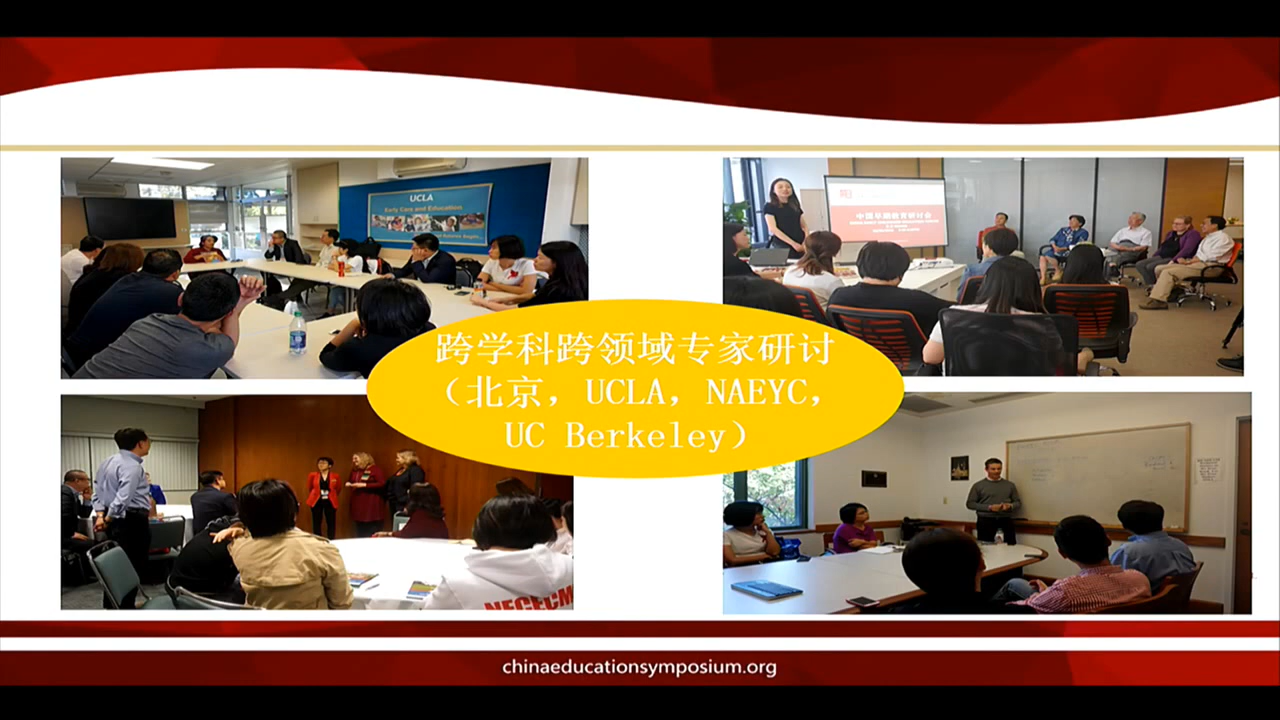 UCLA
Early Care and Education
中国早期教育研讨会
跨学科跨领域专家研讨
（北京，UCLA，NAEYC，
UC Berkeley）
NECECM
chinaeducationsymposium.org